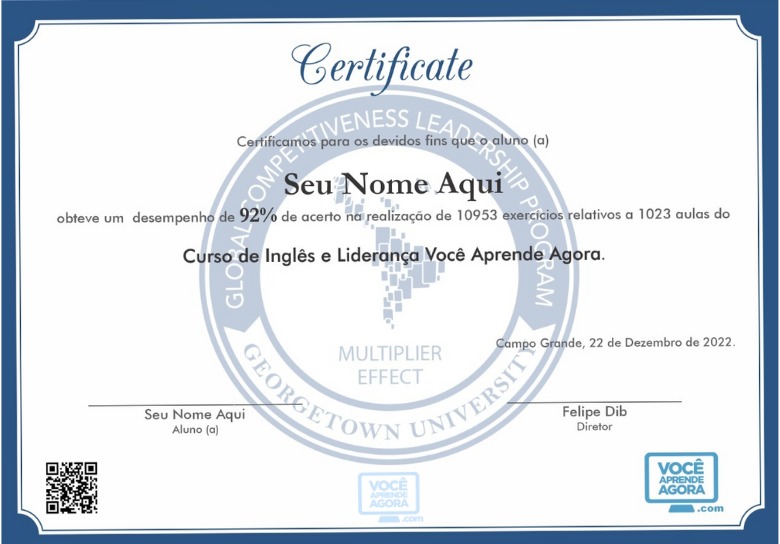 Certificate
GLOBAL COMPETITIVENESS LEADERSHIP PROGRAM
Certificamos para os devidos fins que o aluno (a)
Seu Nome Aqui
obteve um desempenho de 92% de acerto na realização de 10953 exercícios relativos a 1023 aulas do
Curso de Inglês e Liderança Você Aprende Agora.
Campo Grande, 22 de Dezembro de 2022.
MULTIPLIER
EFFECT
GEORGETOWN UNIVERSITY
Seu Nome Aqui
Aluno (a)
Felipe Dib
Diretor
VOCÊ
APRENDE
AGORA
.com
VOCÊ
APRENDE
AGORA
.com